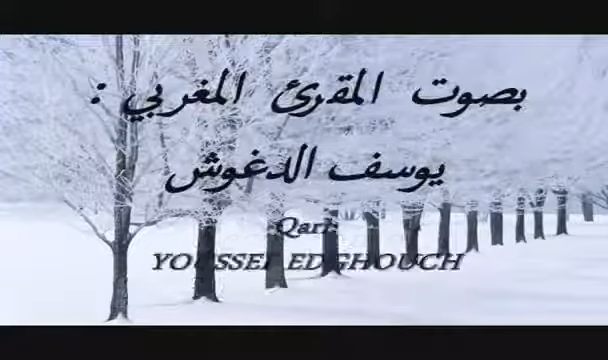 بصوت المقرئ المغربي :
يوسف الدغوش
Qari:
YOUSSEF EDGHOUCH